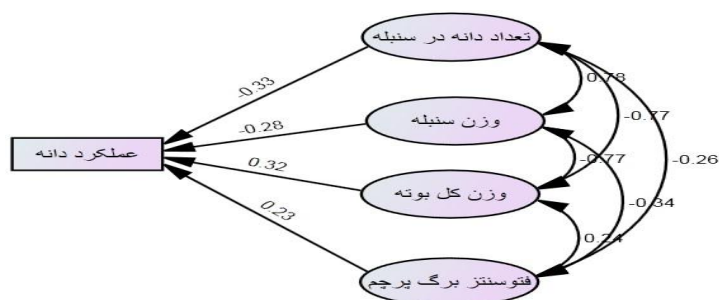 تعداد دانه در سنبله
0.78
-0.33
وزن سنبله
-0.28
-0.77
عملکرد دانه
-0.77
-0.26
0.32
وزن کل بوته
-0.34
0.23
0.24
فتوسنتز برگ پرچم